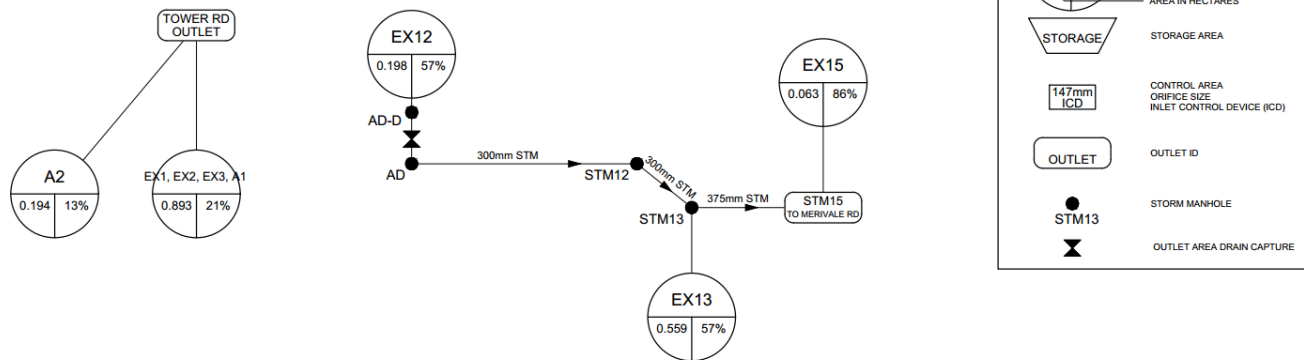 TOWER RD
OUTLET
A2
0.194 13%
EX1, EX2, EX3, A1
0.893 21%
EX12
0.198 57%
AD-D
AD
300mm STM
STM12
300mm STM
STM13
375mm STM
EX15
0.063 86%
STM15
TO MERIVALE RD
EX13
0.559 57%
AREA IN HECTARES
STORAGE
STORAGE AREA
147mm
ICD
CONTROL AREA
ORIFICE SIZE
INLET CONTROL DEVICE (ICD)
OUTLET
OUTLET ID
STM13
STORM MANHOLE
OUTLET AREA DRAIN CAPTURE